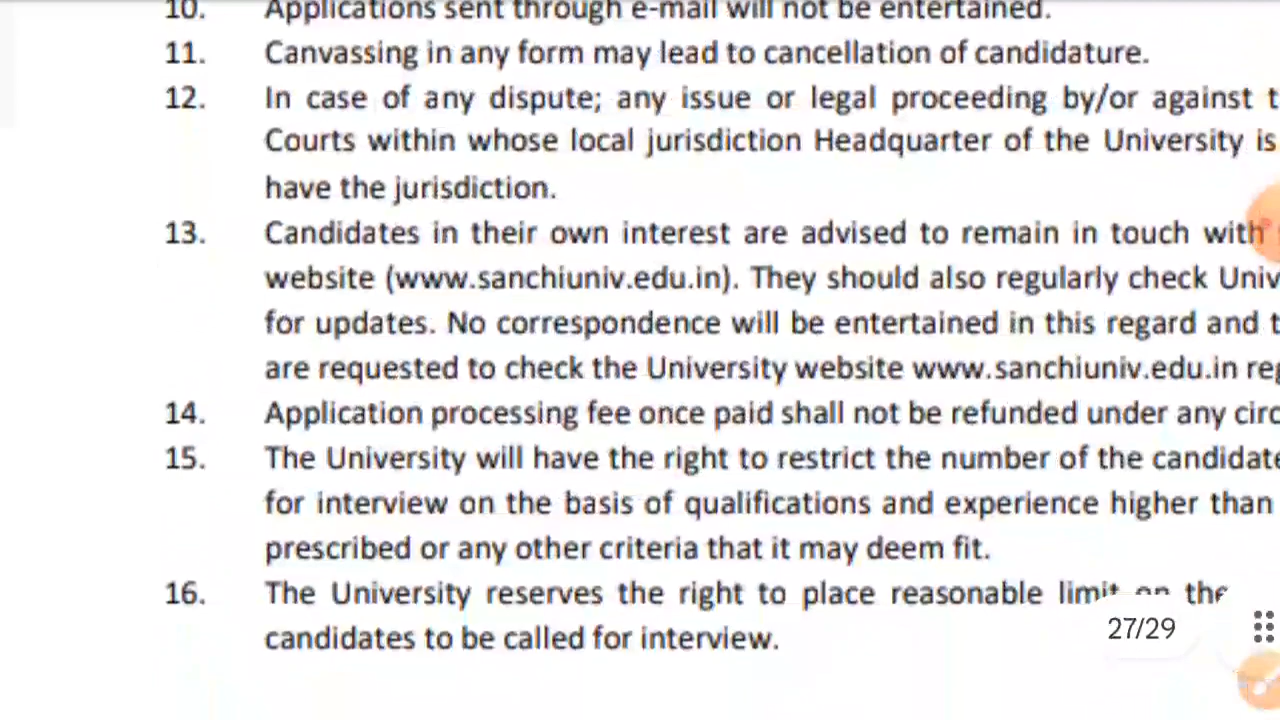 10. Applications sent through e-mail will not be entertained.
11. Canvassing in any form may lead to cancellation of candidature.
12. In case of any dispute; any issue or legal proceeding by/or against
Courts within whose local jurisdiction Headquarter of the University is
have the jurisdiction.
13. Candidates in their own interest are advised to remain in touch with
website (www.sanchiuniv.edu.in). They should also regularly check Univ
for updates. No correspondence will be entertained in this regard and
are requested to check the University website www.sanchiuniv.edu.in
14. Application processing fee once paid shall not be refunded under any circ
15. The University will have the right to restrict the number of the candidate
for interview on the basis of qualifications and experience higher than
prescribed or any other criteria that it may deem fit.
16. The University reserves the right to place reasonable limit on the
candidates to be called for interview.
27/29